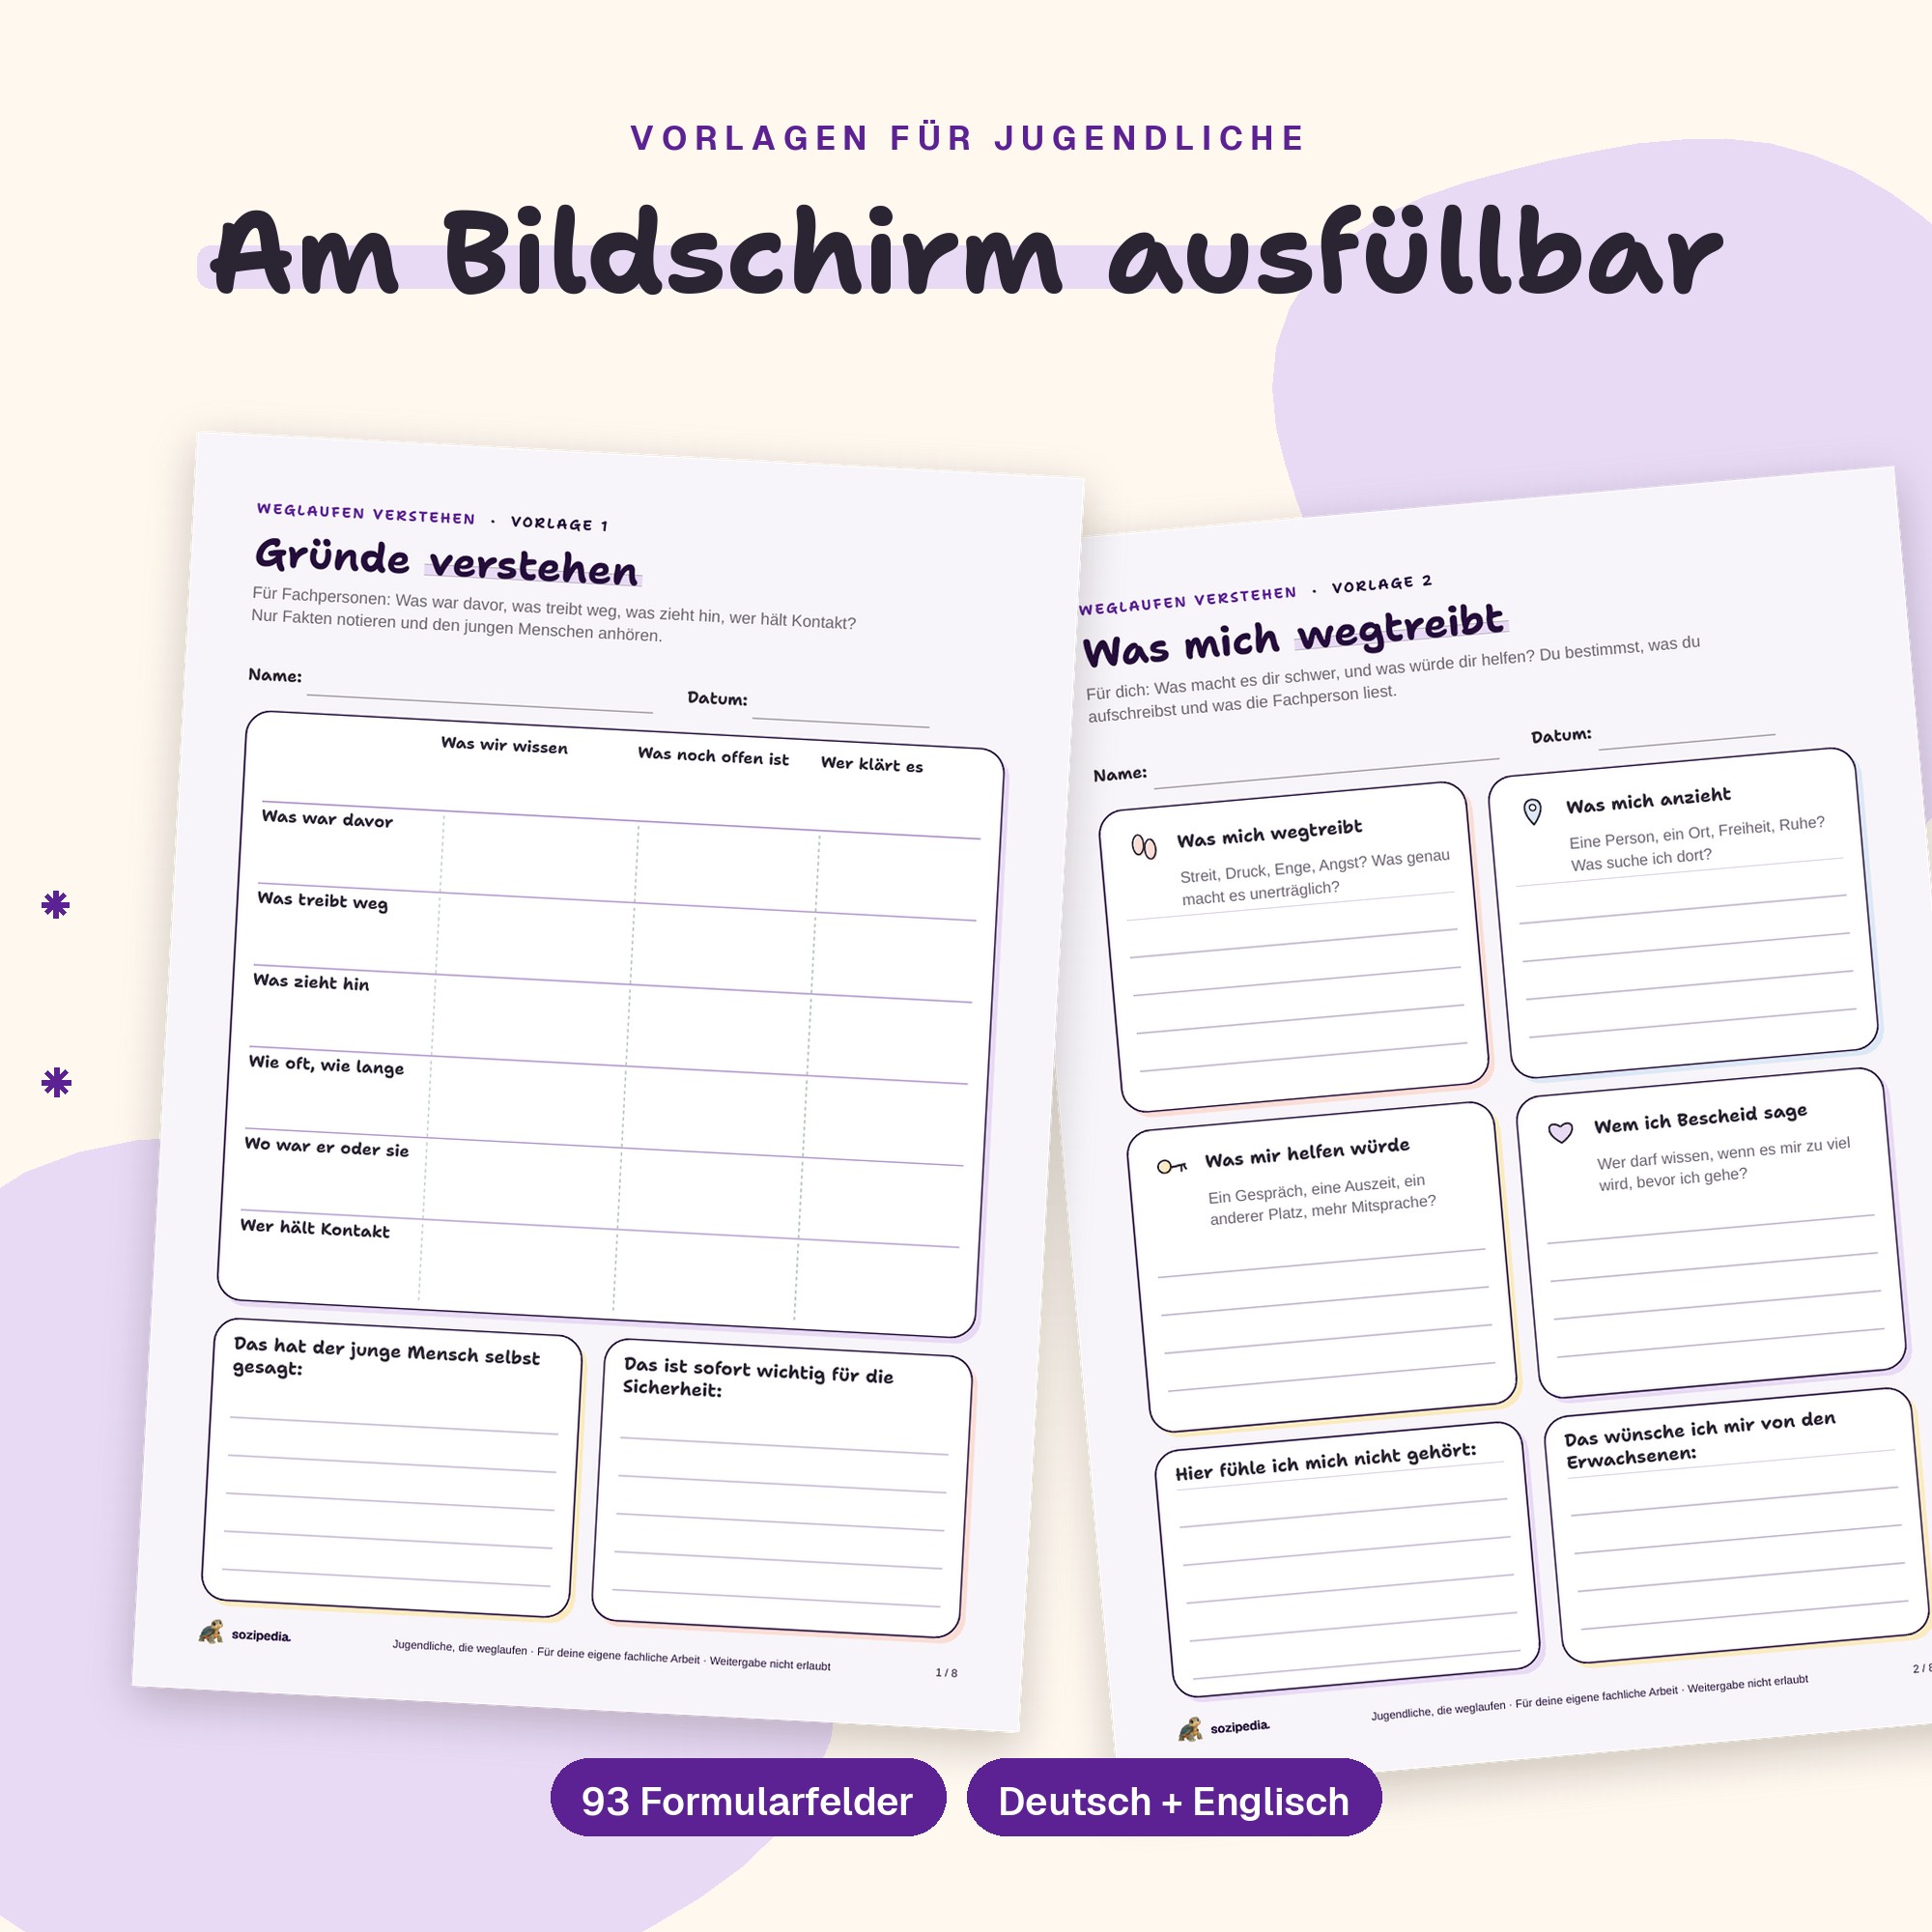 VORLAGEN FÜR JUGENDLICHE
Am Bildschirm ausfüllbar
WEGLAUFEN VERSTEHEN · VORLAGE 1
Gründe verstehen
Für Fachpersonen: Was war davor, was treibt weg, was zieht hin, wer hält Kontakt?
Nur Fakten notieren und den jungen Menschen anhören.
Name:
Datum:
Was wir wissen
Was noch offen ist
Wer klärt es
Was war davor
Was treibt weg
Was zieht hin
Wie oft, wie lange
Wo war er oder sie
Wer hält Kontakt
Das hat der junge Mensch selbst
gesagt:
Das ist sofort wichtig für die
Sicherheit:
sozipedia.
Jugendliche, die weglaufen · Für deine eigene fachliche Arbeit · Weitergabe nicht erlaubt
1 / 8
WEGLAUFEN VERSTEHEN · VORLAGE 2
Was mich wegtreibt
Für dich: Was macht es dir schwer, und was würde dir helfen? Du bestimmst, was du
aufschreibst und was die Fachperson liest.
Name:
Datum:
Was mich wegtreibt
Streit, Druck, Enge, Angst? Was genau
macht es unerträglich?
Was mich anzieht
Eine Person, ein Ort, Freiheit, Ruhe?
Was suche ich dort?
Was mir helfen würde
Ein Gespräch, eine Auszeit, ein
anderer Platz, mehr Mitsprache?
Wem ich Bescheid sage
Wer darf wissen, wenn es mir zu viel
wird, bevor ich gehe?
Hier fühle ich mich nicht gehört:
Das wünsche ich mir von den
Erwachsenen:
sozipedia.
Jugendliche, die weglaufen · Für deine eigene fachliche Arbeit · Weitergabe nicht erlaubt
2 / 8
93 Formularfelder
Deutsch + Englisch